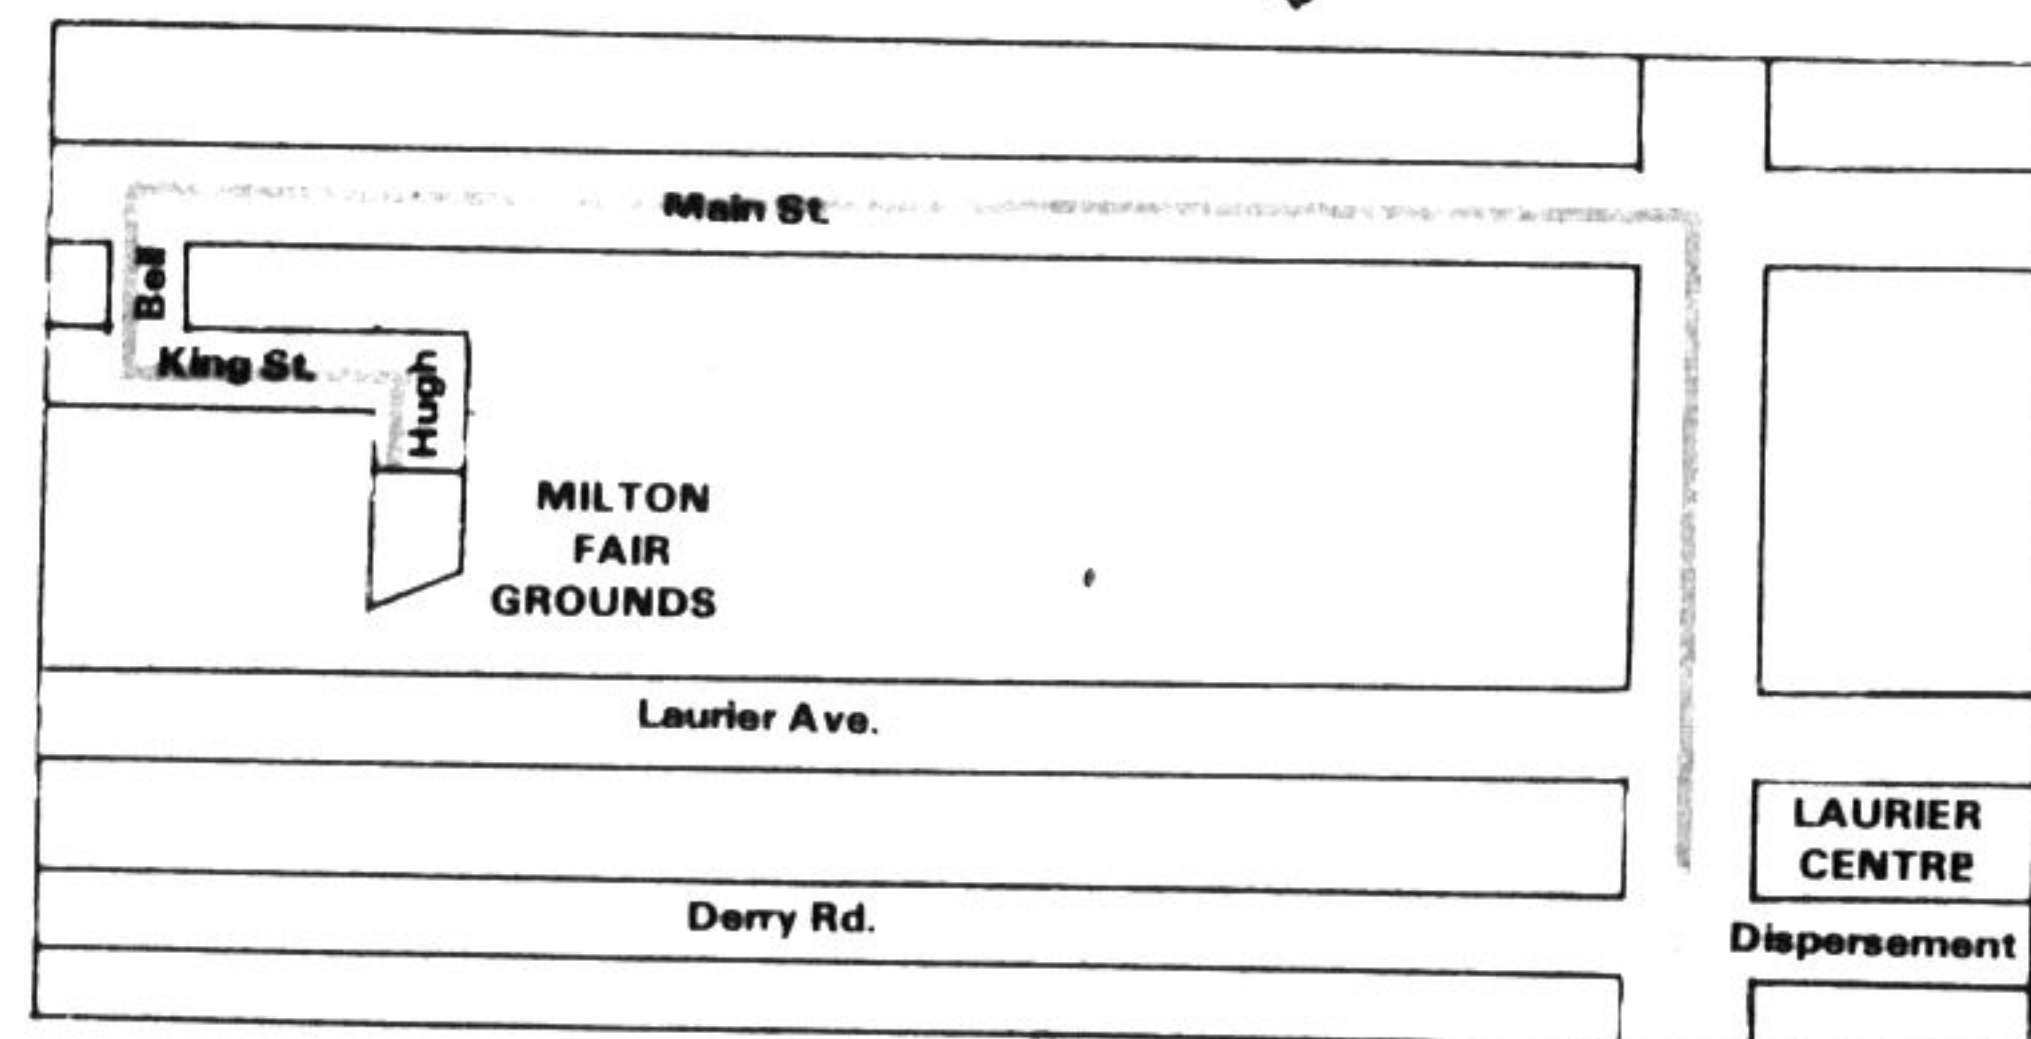 Main St.
Bell
King St.
Hugh
MILTON
FAIR
GROUNDS
Laurier Ave.
LAURIER
CENTRE
Derry Rd.
Dispersement